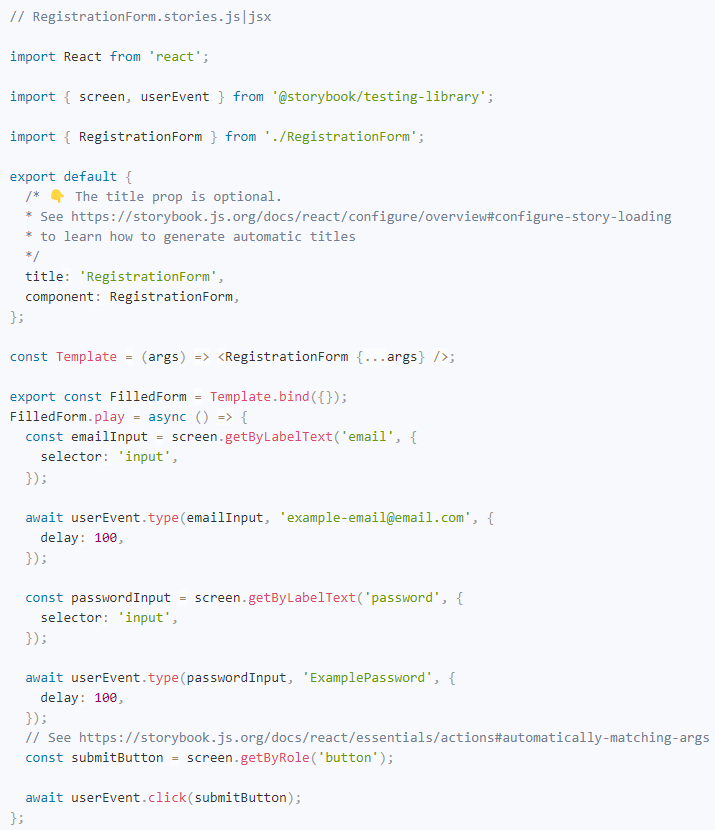 // RegistrationForm.stories.js|jsx

import React from 'react';

import { screen, userEvent } from '@storybook/testing-library';

import { RegistrationForm } from './RegistrationForm';

export default {
  /* 👇 The title prop is optional.
  * See https://storybook.js.org/docs/react/configure/overview#configure-story-loading
  * to learn how to generate automatic titles
  */
  title: 'RegistrationForm',
  component: RegistrationForm,
};

const Template = (args) => <RegistrationForm {...args} />;

export const FilledForm = Template.bind({});
FilledForm.play = async () => {
  const emailInput = screen.getByLabelText('email', {
    selector: 'input',
  });

  await userEvent.type(emailInput, 'example-email@email.com', {
    delay: 100,
  });

  const passwordInput = screen.getByLabelText('password', {
    selector: 'input',
  });

  await userEvent.type(passwordInput, 'ExamplePassword', {
    delay: 100,
  });
  // See https://storybook.js.org/docs/react/essentials/actions#automatically-matching-args
  const submitButton = screen.getByRole('button');

  await userEvent.click(submitButton);
};